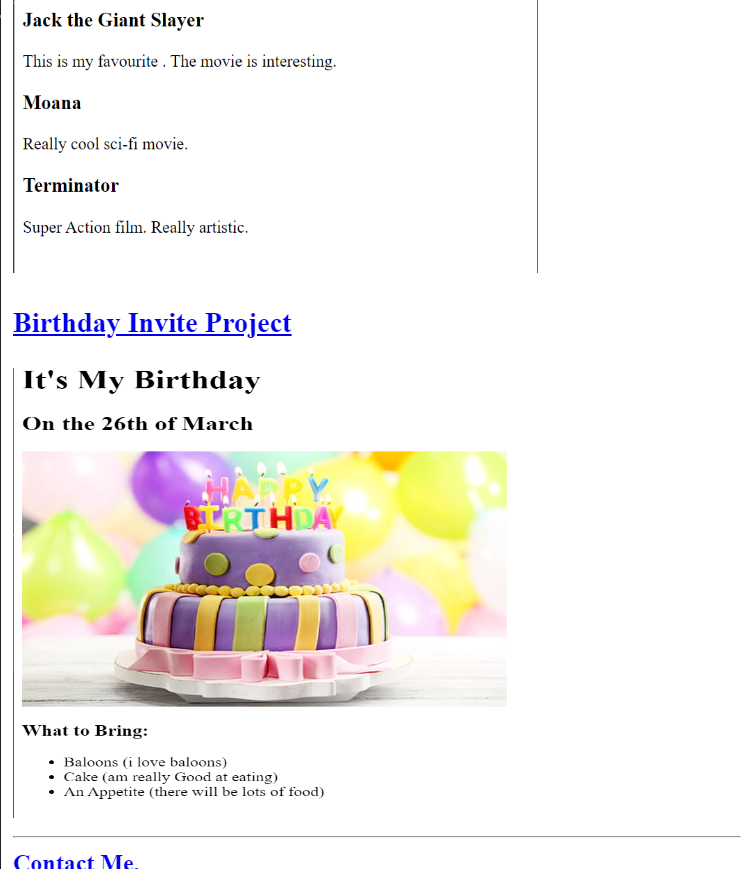 Jack the Giant Slayer
This is my favourite . The movie is interesting.
Moana
Really cool sci-fi movie.
Terminator
Super Action film. Really artistic.
Birthday Invite Project
It's My Birthday
On the 26th of March
HAPPY
BIRTHDAY
What to Bring:
Baloons (i love baloons)
Cake (am really Good at eating)
An Appetite (there will be lots of food)
Contact Me.